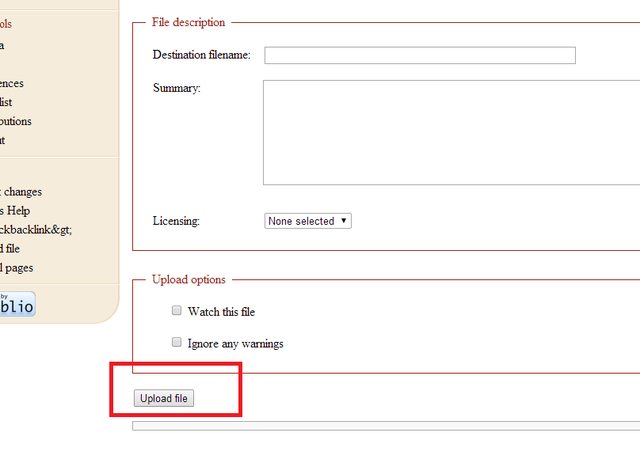 ols
a
ences
list
butions
ut
t changes
s Help
ckbacklink&gt;
d file
l pages
by
blio
File description
Destination filename:
Summary:
Licensing:
None selected
Upload options
Watch this file
Ignore any warnings
Upload file